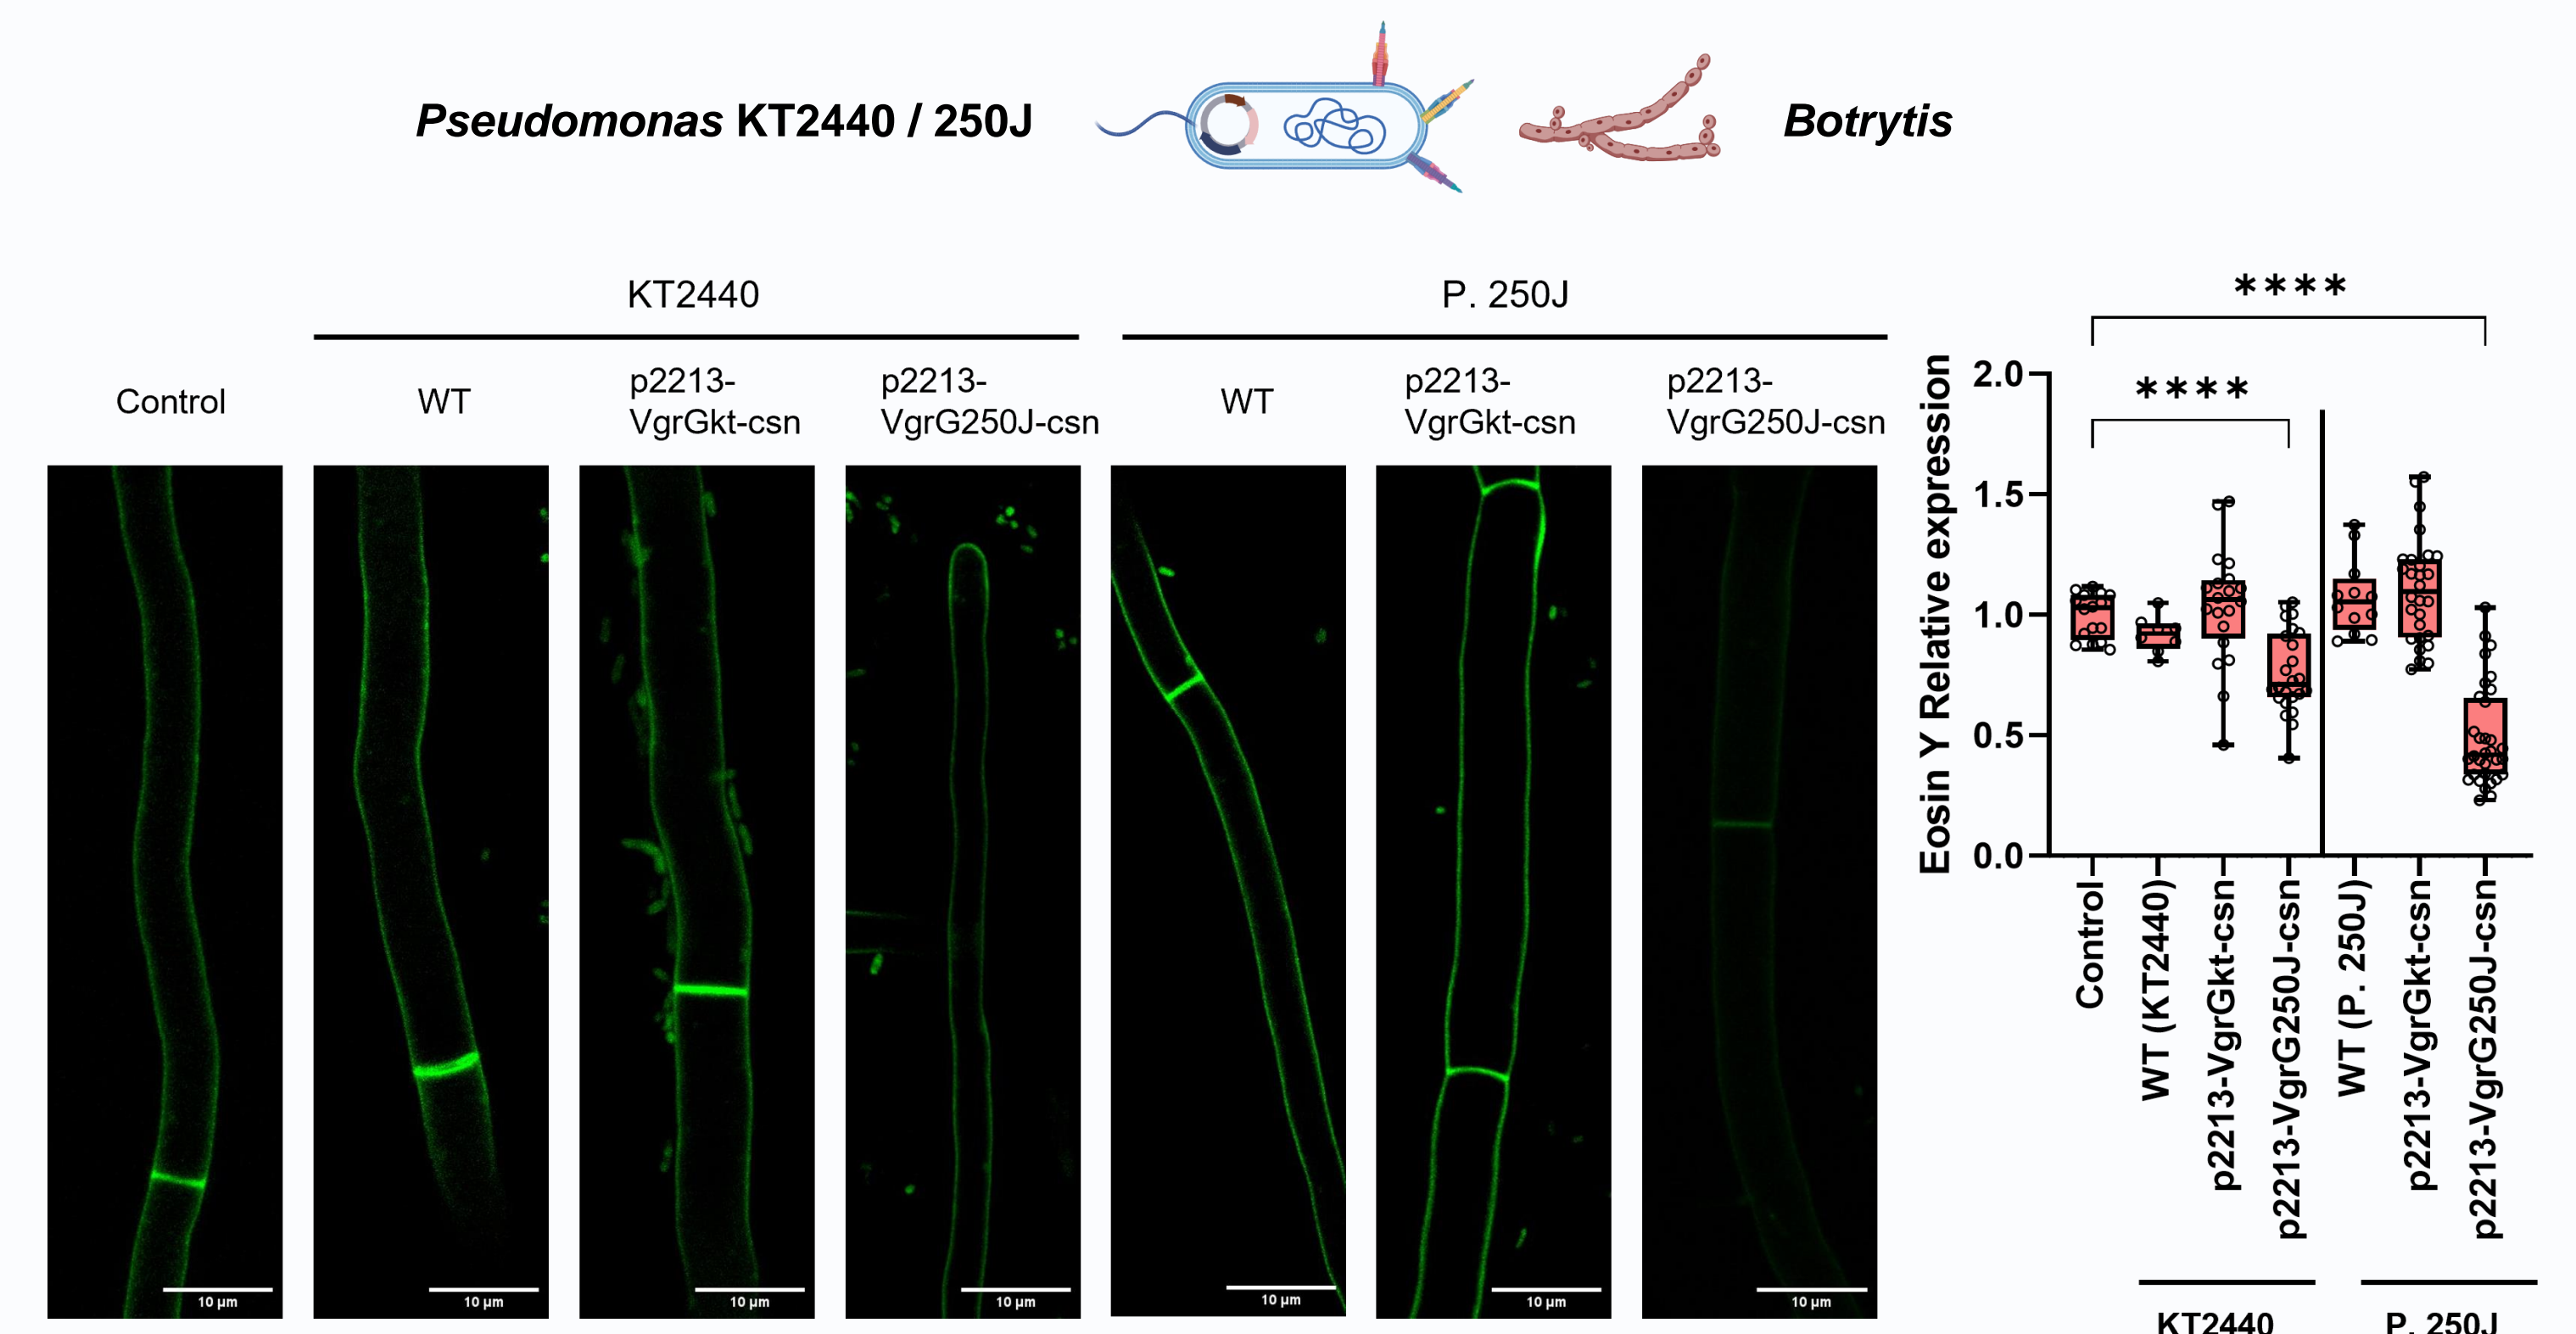 Pseudomonas KT2440 / 250J
Botrytis
KT2440
P. 250J
Control
WT
p2213-
VgrGkt-csn
p2213-
VgrG250J-csn
WT
p2213-
VgrGkt-csn
p2213-
VgrG250J-csn
10 µm
10 µm
10 µm
10 µm
10 µm
10 µm
10 µm
****
****
Eosin Y Relative expression
2.0
1.5
1.0
0.5
0.0
Control
WT (KT2440)
p2213-VgrGkt-csn
p2213-VgrG250J-csn
WT (P. 250J)
p2213-VgrGkt-csn
p2213-VgrG250J-csn
KT2440
P. 250J